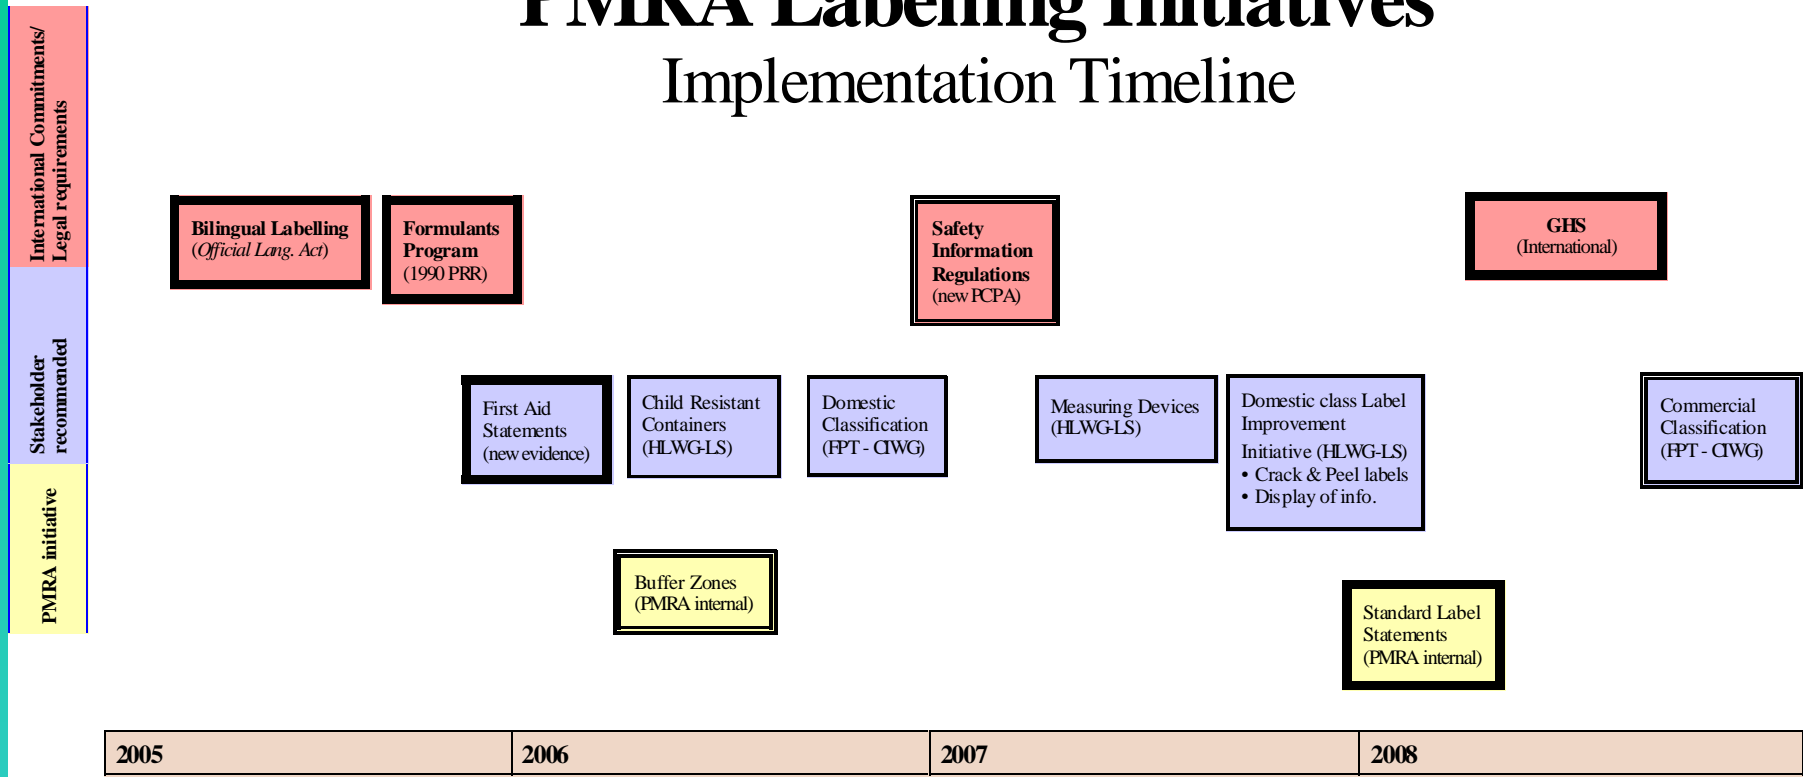 PMRA Labelling Initiatives
Implementation Timeline
International Commitments/
Legal requirements
Bilingual Labelling
(Official Lang. Act)
Formulants
Program
(1990 PRR)
Safety
Information
Regulations
(new PCPA)
GHS
(International)
Stakeholder
recommended
First Aid
Statements
(new evidence)
Child Resistant
Containers
(HLWG-LS)
Domestic
Classification
(FPT - CIWG)
Measuring Devices
(HLWG-LS)
Domestic class Label
Improvement
Initiative (HLWG-LS)
• Crack & Peel labels
• Display of info.
Commercial
Classification
(FPT - CIWG)
PMRA initiative
Buffer Zones
(PMRA internal)
Standard Label
Statements
(PMRA internal)
2005
2006
2007
2008